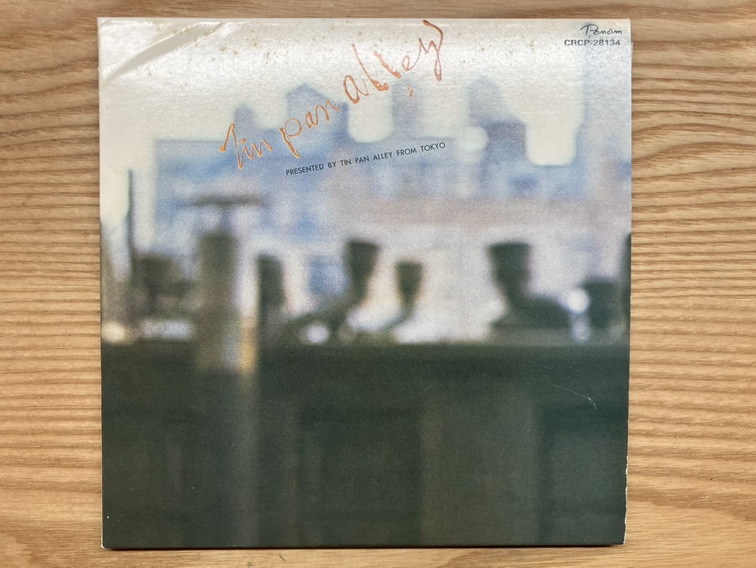 Panam
CRCP-28134
Tin pan alley
PRESENTED BY TIN PAN ALLEY FROM TOKYO